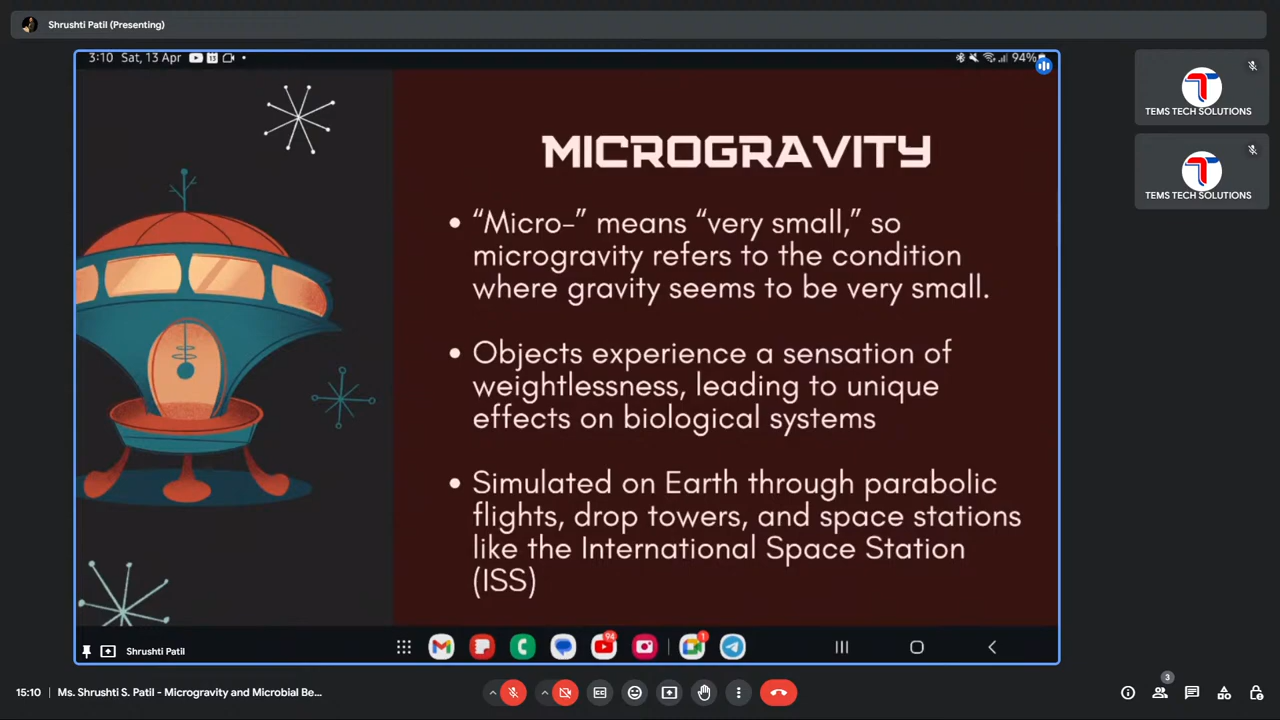 Shrushti Patil (Presenting)
3:10 Sat, 13 Apr
94%
MICROGRAVITY
• “Micro-” means “very small,” so
microgravity refers to the condition
where gravity seems to be very small.
• Objects experience a sensation of
weightlessness, leading to unique
effects on biological systems
• Simulated on Earth through parabolic
flights, drop towers, and space stations
like the International Space Station
(ISS)
TEMS TECH SOLUTIONS
TEMS TECH SOLUTIONS
94
1
Shrushti Patil
15:10 | Ms. Shrushti S. Patil - Microgravity and Microbial Be...
3